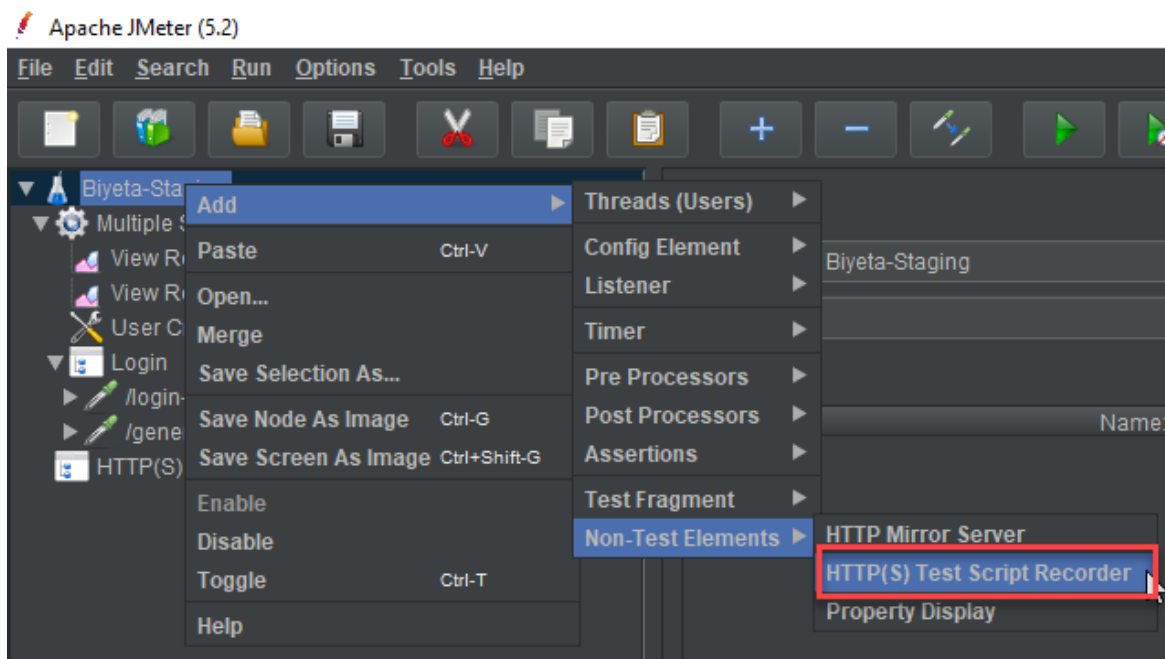 Apache JMeter (5.2)
File Edit Search Run Options Tools Help
Biyeta-Sta
Multiple
View R
View R
User C
Login
/login-
/gene
HTTP(S)
Add
Paste Ctrl-V
Open...
Merge
Save Selection As...
Save Node As Image Ctrl-G
Save Screen As Image Ctrl+Shift-G
Enable
Disable
Toggle Ctrl-T
Help
Threads (Users)
Config Element
Listener
Timer
Pre Processors
Post Processors
Assertions
Test Fragment
Non-Test Elements
HTTP Mirror Server
HTTP(S) Test Script Recorder
Property Display
Biyeta-Staging
Name: